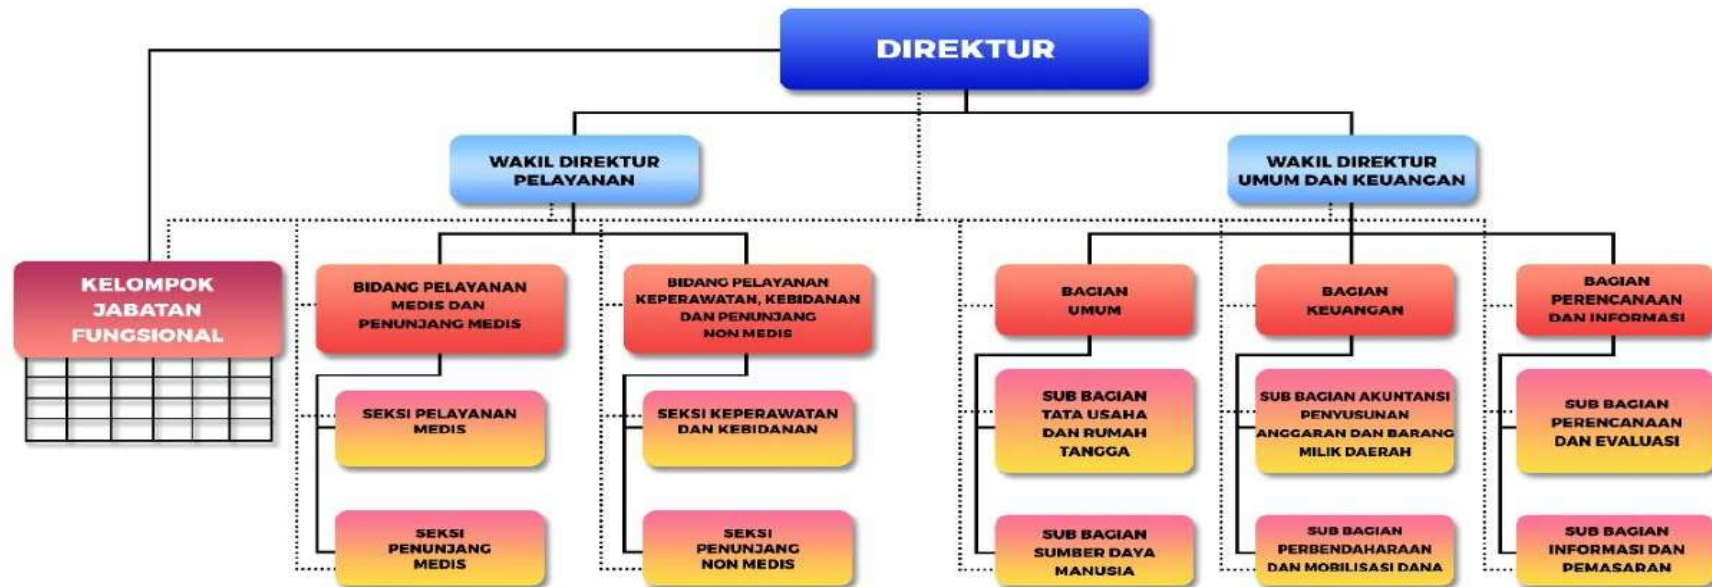 DIREKTUR
WAKIL DIREKTUR
PELAYANAN
WAKIL DIREKTUR
UMUM DAN KEUANGAN
KELOMPOK
JABATAN
FUNGSIONAL
BIDANG PELAYANAN
MEDIS DAN
PENUNJANG MEDIS
BIDANG PELAYANAN
KEPERAWATAN, KEBIDANAN
DAN PENUNJANG
NON MEDIS
BAGIAN
UMUM
BAGIAN
KEUANGAN
BAGIAN
PERENCANAAN
DAN INFORMASI
SEKSI PELAYANAN
MEDIS
SEKSI KEPERAWATAN
DAN KEBIDANAN
SUB BAGIAN
TATA USAHA
DAN RUMAH
TANGGA
SUB BAGIAN AKUNTANSI
PENYUSUNAN
ANGGARAN DAN BARANG
MILIK DAERAH
SUB BAGIAN
PERENCANAAN
DAN EVALUASI
SEKSI
PENUNJANG
MEDIS
SEKSI
PENUNJANG
NON MEDIS
SUB BAGIAN
SUMBER DAYA
MANUSIA
SUB BAGIAN
PERBENDAHARAAN
DAN MOBILISASI DANA
SUB BAGIAN
INFORMASI DAN
PEMASARAN